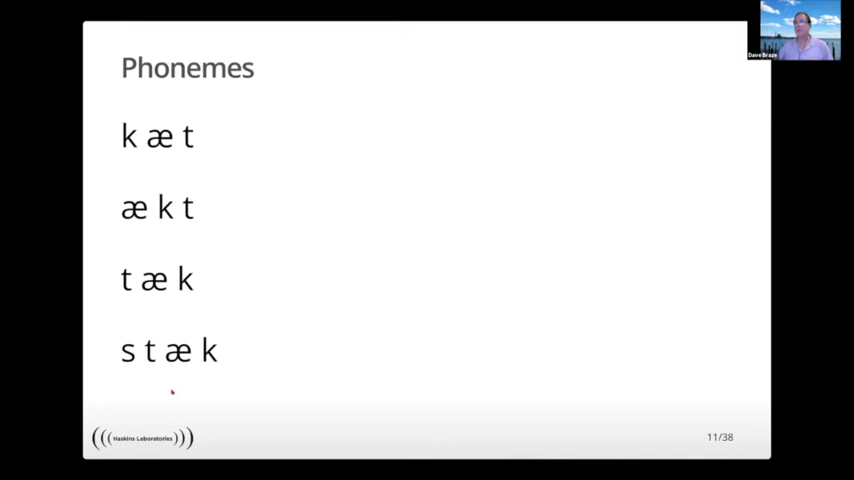 Dave Braze
Phonemes
k æ t
æ k t
t æ k
s t æ k
(((Haskins Laboratories)))
11/38